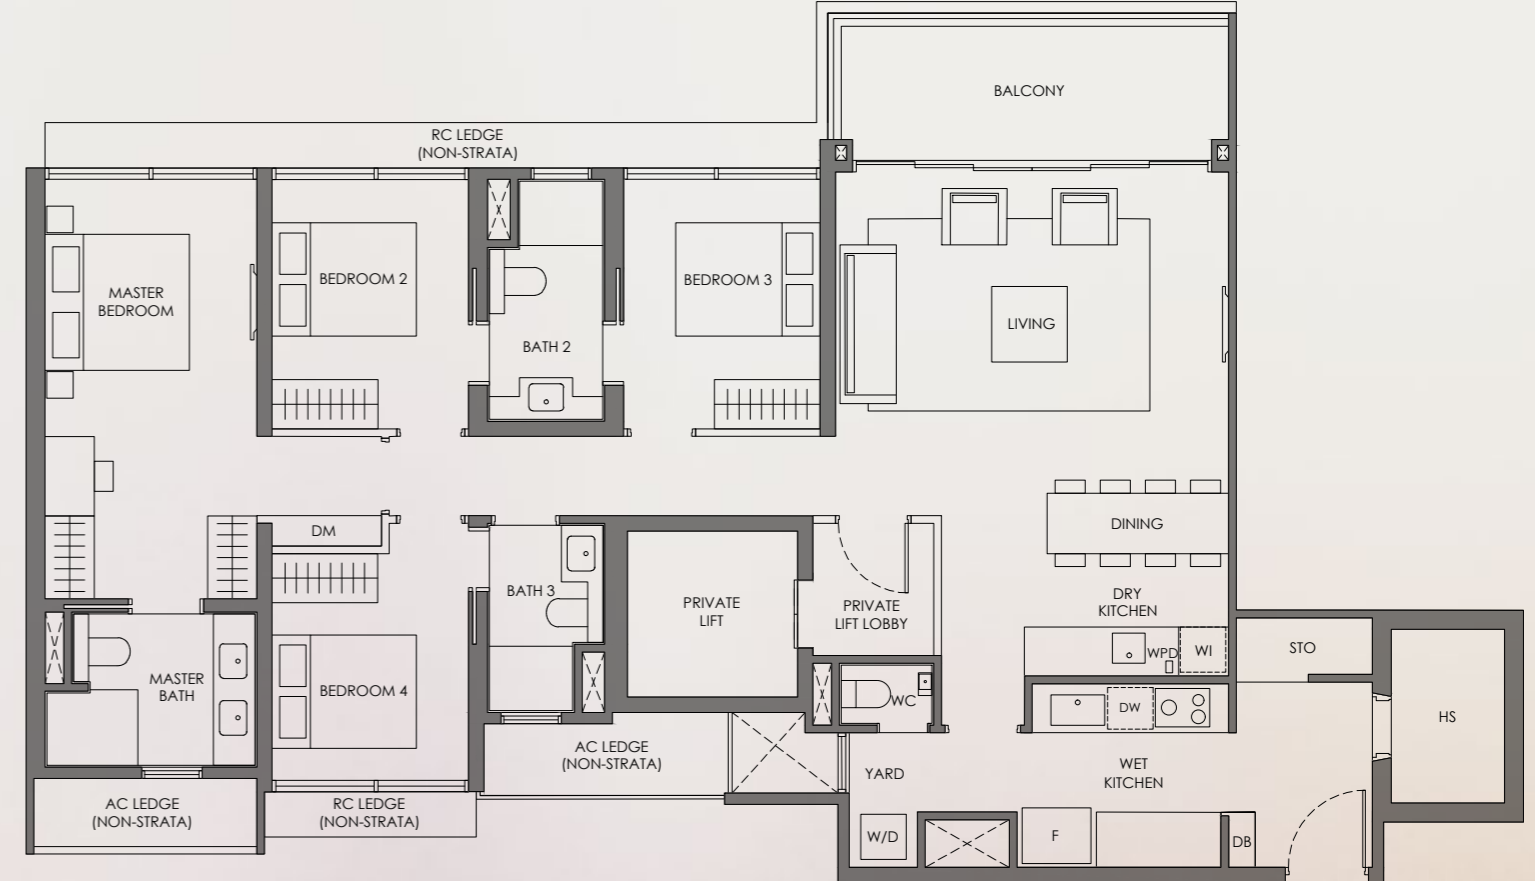 BALCONY
RC LEDGE
(NON-STRATA)
MASTER
BEDROOM
BEDROOM 2
BATH 2
BEDROOM 3
LIVING
DM
BATH 3
PRIVATE
LIFT
PRIVATE
LIFT LOBBY
DINING
DRY
KITCHEN
WPD
WI
STO
MASTER
BATH
BEDROOM 4
WC
DW
HS
AC LEDGE
(NON-STRATA)
YARD
WET
KITCHEN
AC LEDGE
(NON-STRATA)
RC LEDGE
(NON-STRATA)
W/D
F
DB